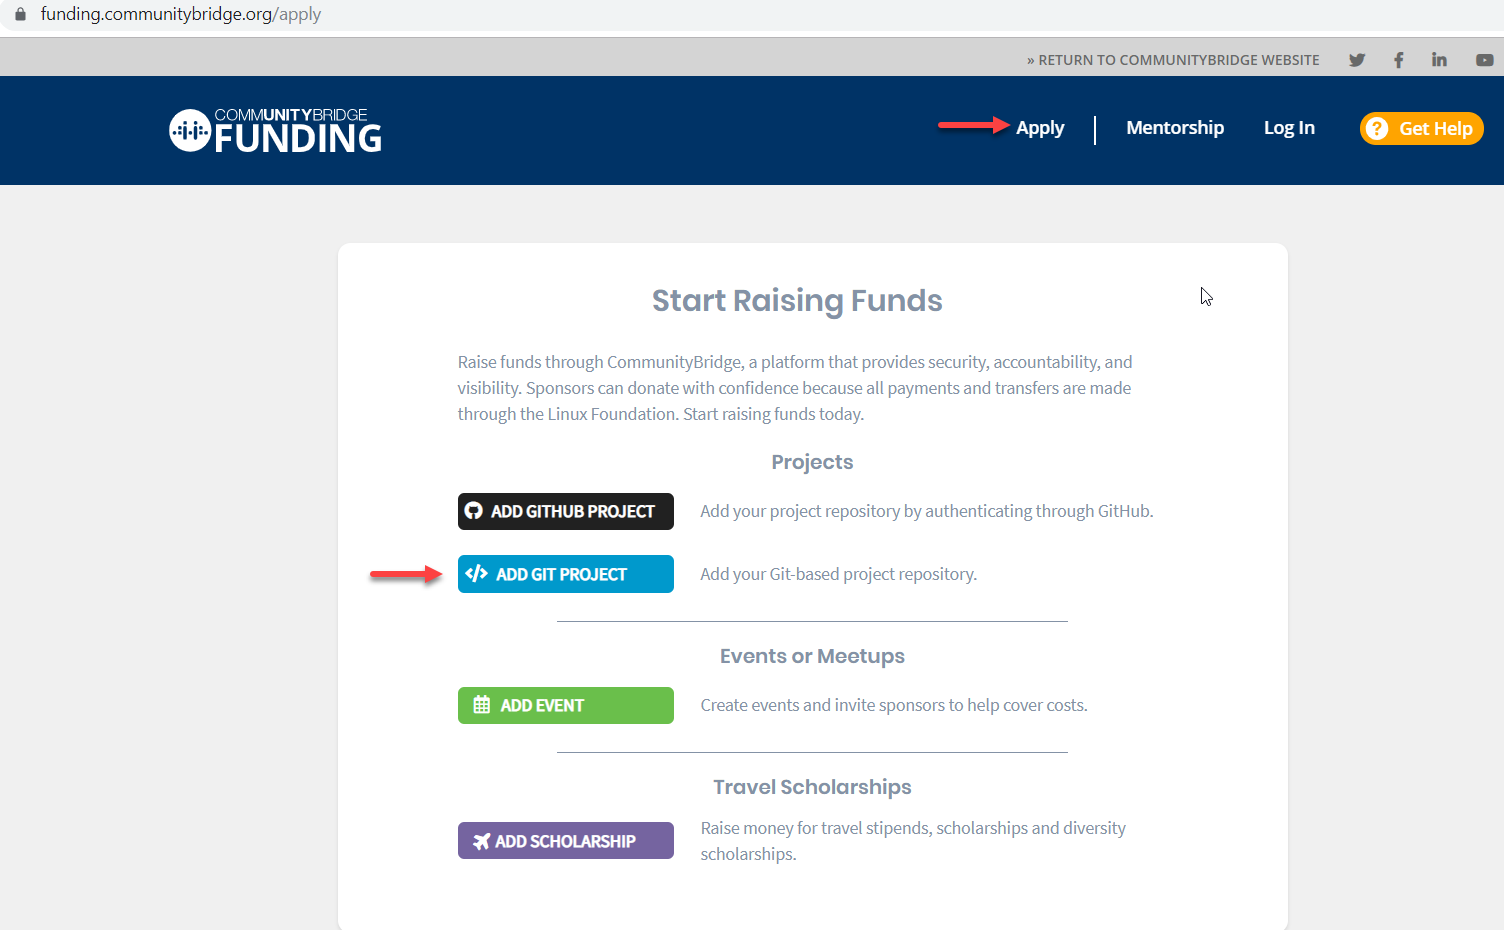 funding.communitybridge.org/apply
» RETURN TO COMMUNITYBRIDGE WEBSITE
COMMUNITYBRIDGE
FUNDING
Apply
Mentorship
Log In
? Get Help
Start Raising Funds
Raise funds through CommunityBridge, a platform that provides security, accountability, and
visibility. Sponsors can donate with confidence because all payments and transfers are made
through the Linux Foundation. Start raising funds today.
Projects
ADD GITHUB PROJECT
Add your project repository by authenticating through GitHub.
</> ADD GIT PROJECT
Add your Git-based project repository.
Events or Meetups
ADD EVENT
Create events and invite sponsors to help cover costs.
Travel Scholarships
ADD SCHOLARSHIP
Raise money for travel stipends, scholarships and diversity
scholarships.